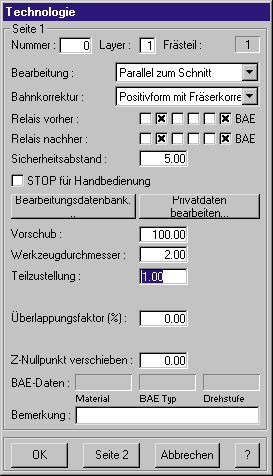 Technologie
Seite 1
Nummer : 0 Layer : 1 Frästeil : 1
Bearbeitung : Parallel zum Schnitt
Bahnkorrektur : Positivform mit Fräserkorre
Relais vorher : BAE
Relais nachher : BAE
Sicherheitsabstand : 5.00
STOP für Handbedienung
Bearbeitungsdatenbank. . . Privatdaten bearbeiten...
Vorschub : 100.00
Werkzeugdurchmesser : 2.00
Teilzustellung : 1.00
Überlappungsfaktor (%) : 0.00
Z-Nullpunkt verschieben : 0.00
BAE-Daten :
Material BAE Typ Drehstufe
Bemerkung :
OK Seite 2 Abbrechen ?